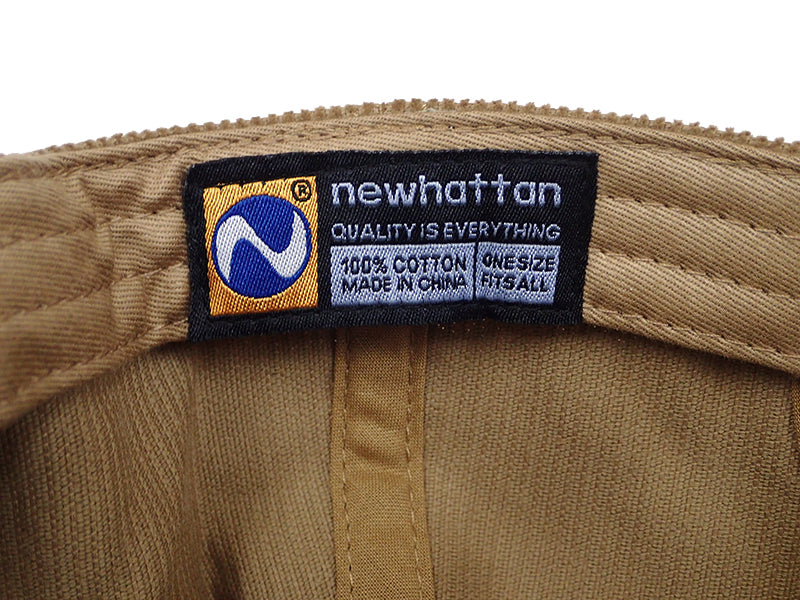 newhattan
®
QUALITY IS EVERYTHING
100% COTTON
MADE IN CHINA
ONE SIZE
FITS ALL